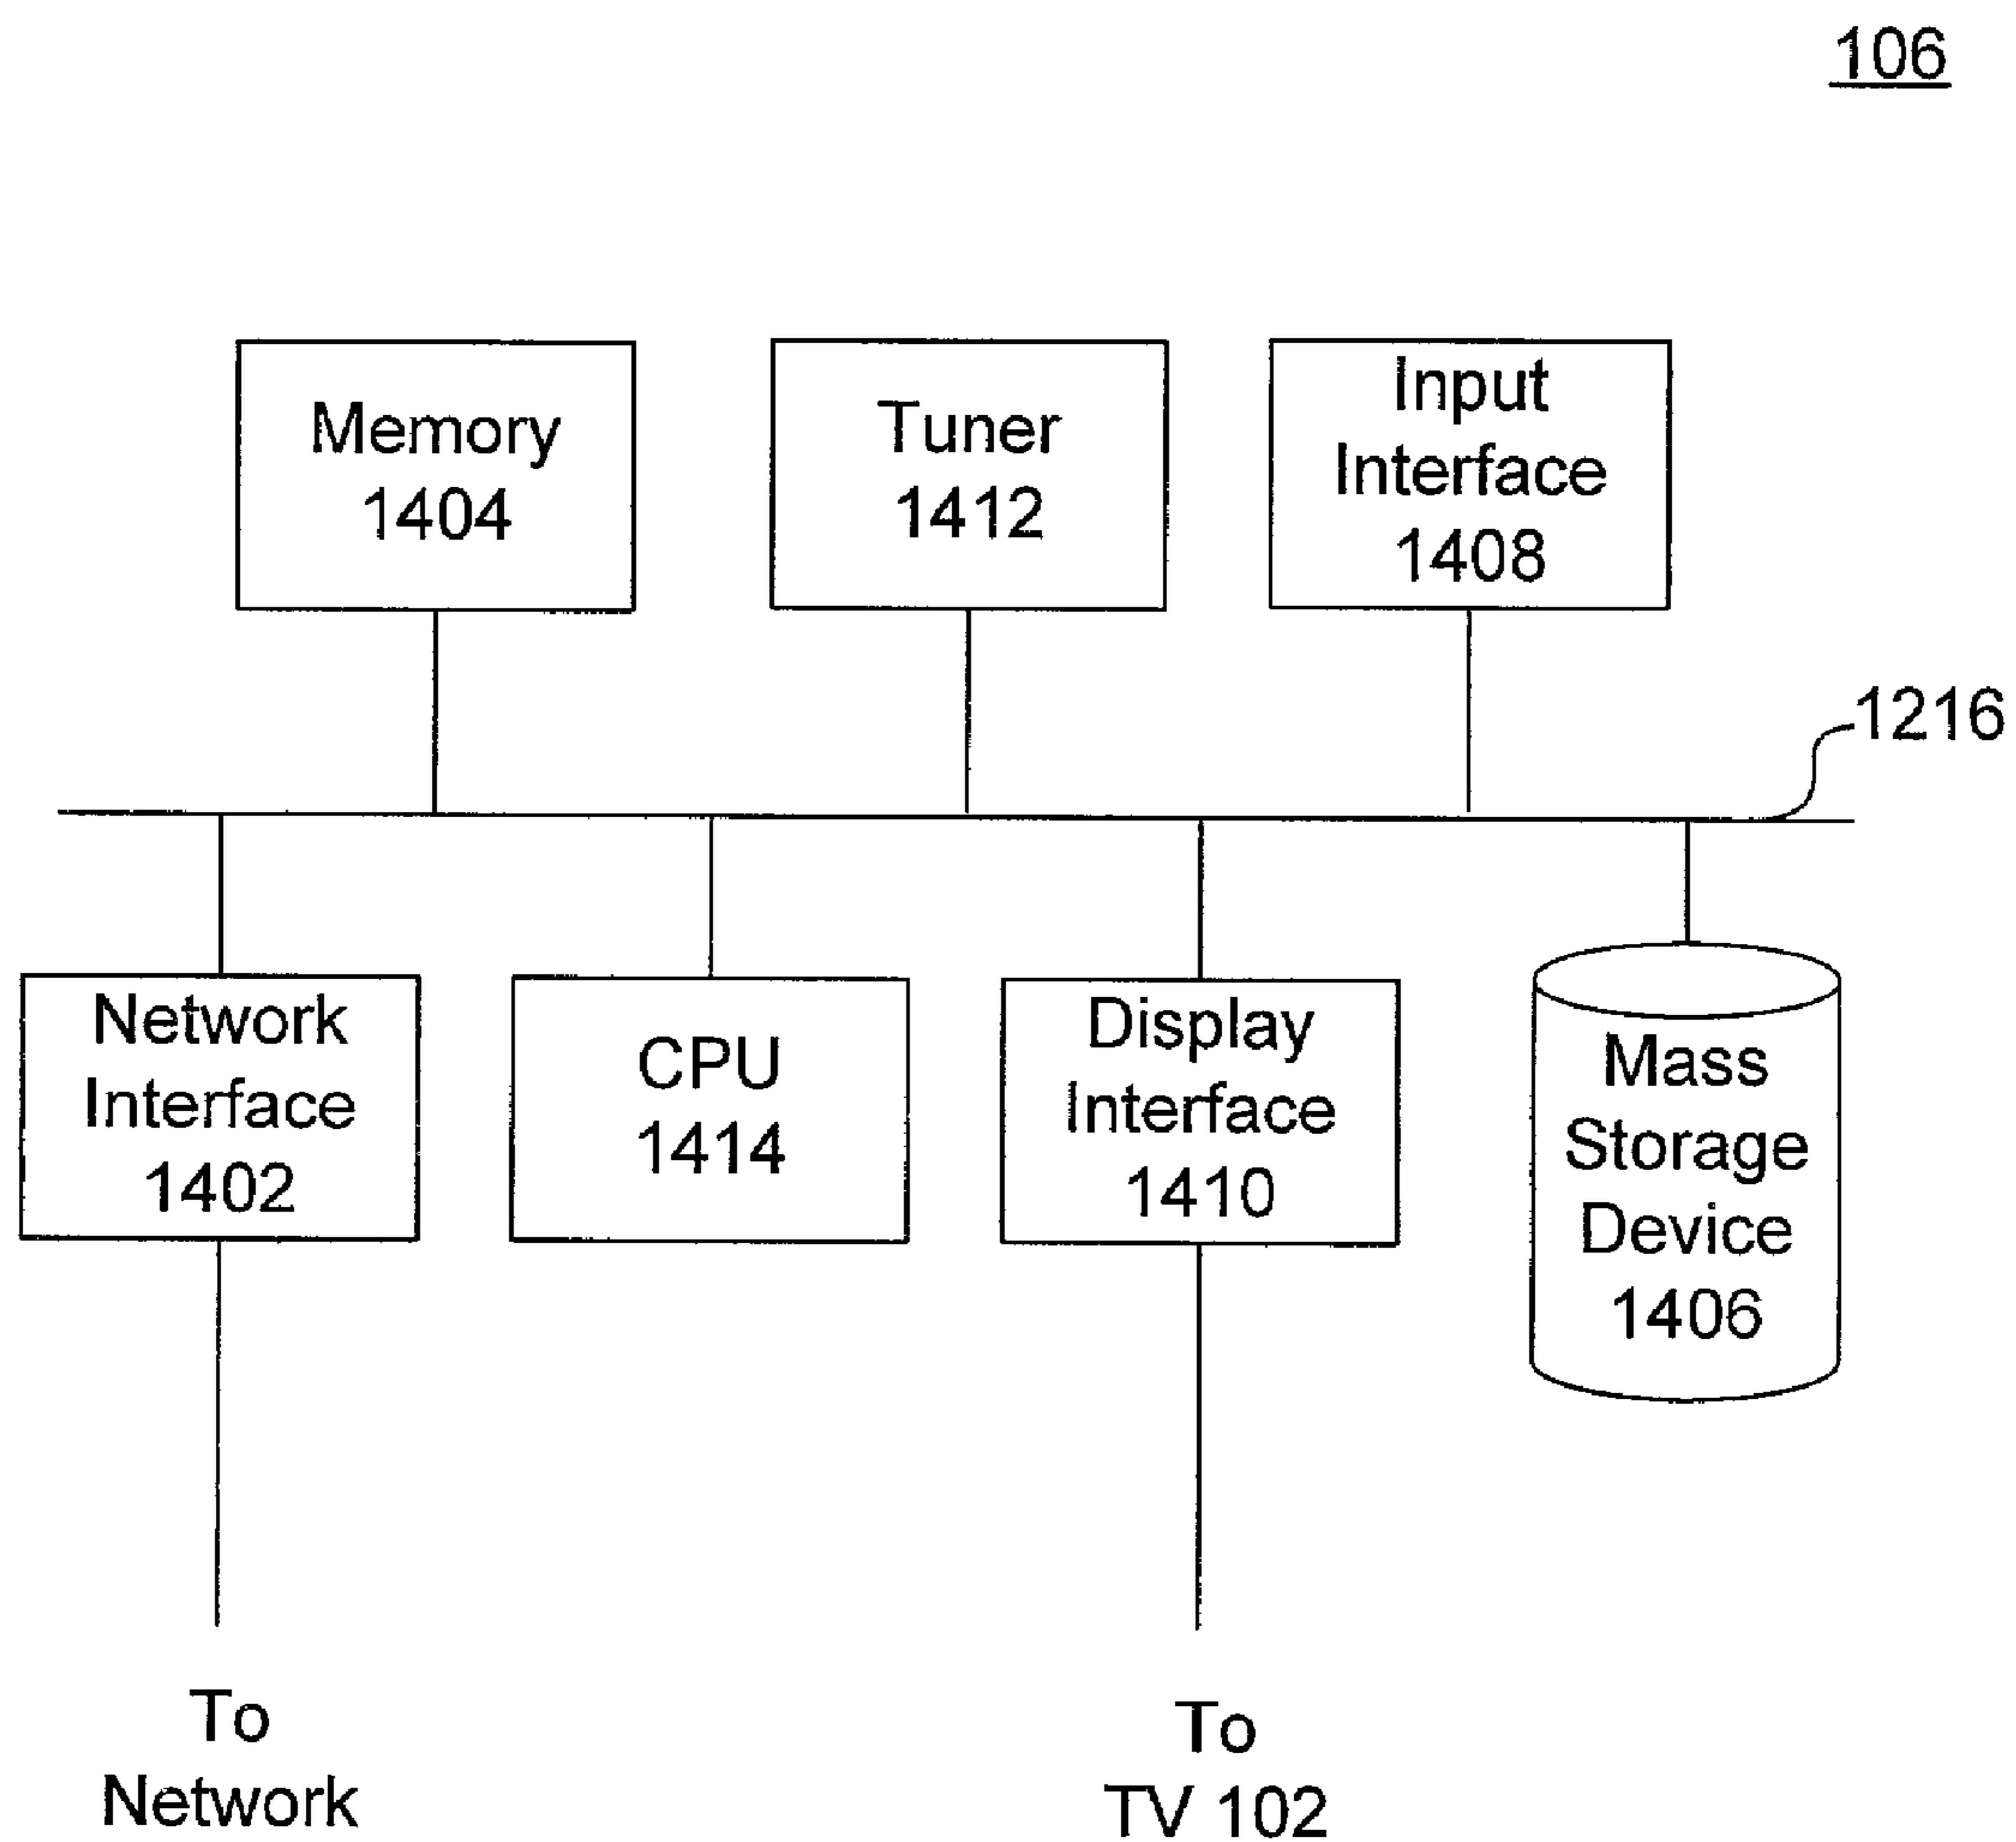 106
Memory
1404
Tuner
1412
Input
Interface
1408
1216
Network
Interface
1402
CPU
1414
Display
Interface
1410
Mass
Storage
Device
1406
To
Network
To
TV 102